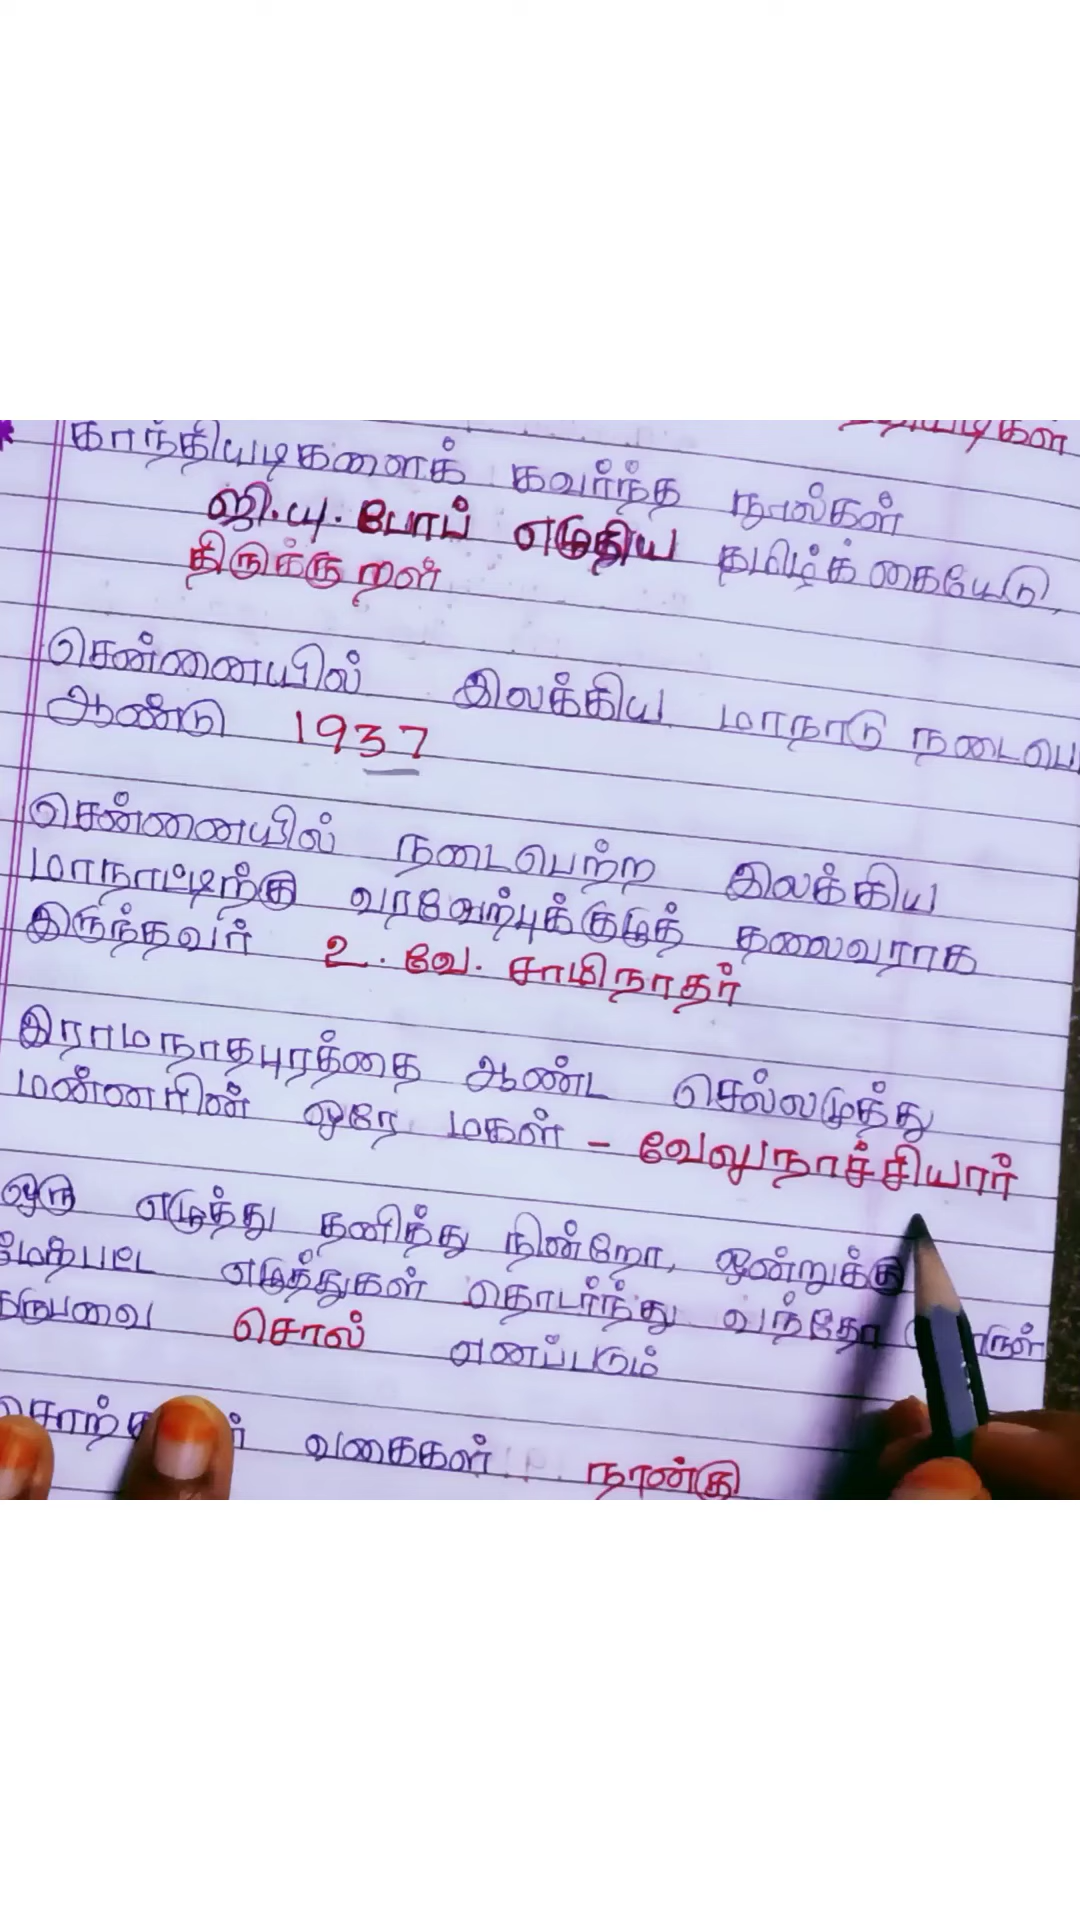 காந்தியடிகளைக் கவர்ந்த நூல்கள்
ஜி.யு. போப் எழுதிய தமிழ்க் கையேடு,
திருக்குறள்
சென்னையில் இலக்கிய மாநாடு
ஆண்டு 1937
சென்னையில் நடைபெற்ற இலக்கிய
மாநாட்டிற்கு வரவேற்புக்குழுத் தலைவராக
இருந்தவர் உ. வே. சாமிநாதர்
இராமநாதபுரத்தை ஆண்ட செல்லமுத்து
மன்னரின் ஒரே மகள் - வேலுநாச்சியார்
ஒரு எழுத்து தனித்து நின்றோ, ஒன்றுக்கு
எழுத்துகள் தொடர்ந்து வந்தோ
சொல் எனப்படும்
வகைகள் நான்கு